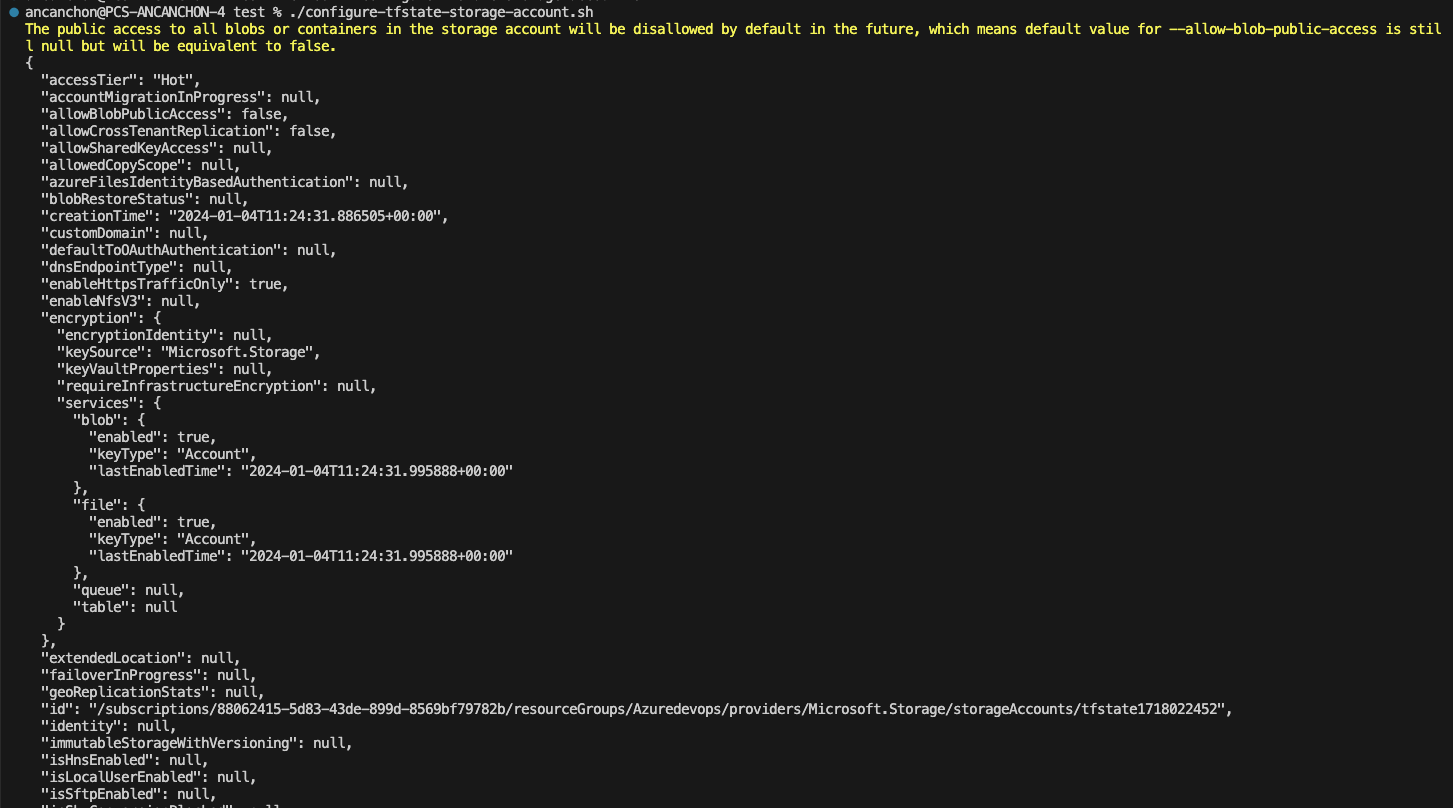 ancanchon@PCS-ANCANCHON-4 test % ./configure-tfstate-storage-account.sh
The public access to all blobs or containers in the storage account will be disallowed by default in the future, which means default value for --allow-blob-public-access is stil
l null but will be equivalent to false.
{
  "accessTier": "Hot",
  "accountMigrationInProgress": null,
  "allowBlobPublicAccess": false,
  "allowCrossTenantReplication": false,
  "allowSharedKeyAccess": null,
  "allowedCopyScope": null,
  "azureFilesIdentityBasedAuthentication": null,
  "blobRestoreStatus": null,
  "creationTime": "2024-01-04T11:24:31.886505+00:00",
  "customDomain": null,
  "defaultToOAuthAuthentication": null,
  "dnsEndpointType": null,
  "enableHttpsTrafficOnly": true,
  "enableNfsV3": null,
  "encryption": {
    "encryptionIdentity": null,
    "keySource": "Microsoft.Storage",
    "keyVaultProperties": null,
    "requireInfrastructureEncryption": null,
    "services": {
      "blob": {
        "enabled": true,
        "keyType": "Account",
        "lastEnabledTime": "2024-01-04T11:24:31.995888+00:00"
      },
      "file": {
        "enabled": true,
        "keyType": "Account",
        "lastEnabledTime": "2024-01-04T11:24:31.995888+00:00"
      },
      "queue": null,
      "table": null
    }
  },
  "extendedLocation": null,
  "failoverInProgress": null,
  "geoReplicationStats": null,
  "id": "/subscriptions/88062415-5d83-43de-899d-8569bf79782b/resourceGroups/Azuredevops/providers/Microsoft.Storage/storageAccounts/tfstate1718022452",
  "identity": null,
  "immutableStorageWithVersioning": null,
  "isHnsEnabled": null,
  "isLocalUserEnabled": null,
  "isSftpEnabled": null,